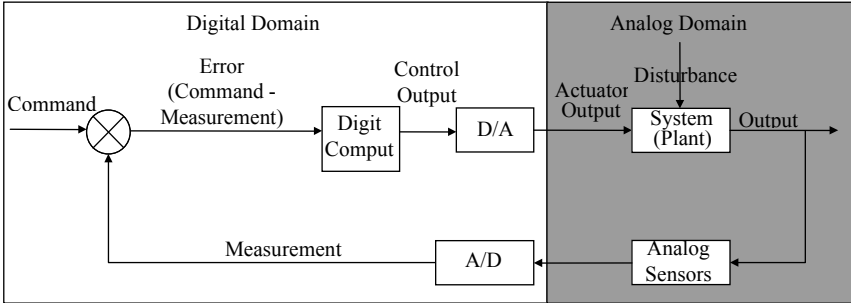 Digital Domain
Analog Domain
Error
(Command -
Measurement)
Control
Output
Disturbance
Actuator
Output
Command
Digit
Comput
D/A
System
(Plant)
Output
Measurement
A/D
Analog
Sensors